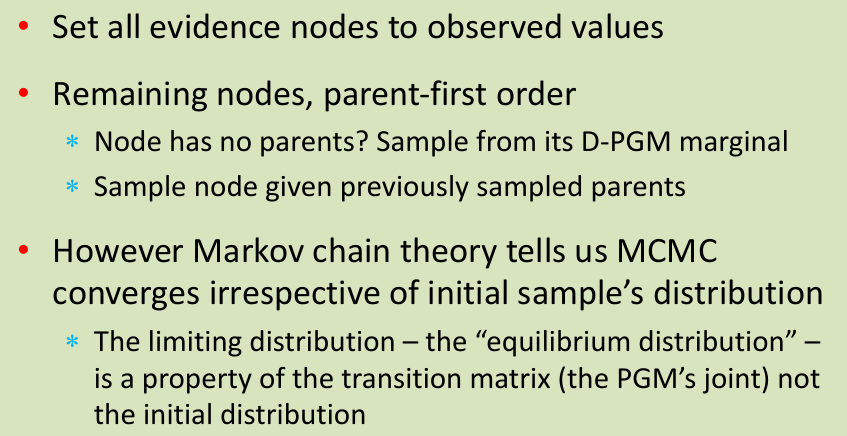 • Set all evidence nodes to observed values
• Remaining nodes, parent-first order
* Node has no parents? Sample from its D-PGM marginal
* Sample node given previously sampled parents
• However Markov chain theory tells us MCMC
converges irrespective of initial sample’s distribution
* The limiting distribution – the “equilibrium distribution” –
is a property of the transition matrix (the PGM’s joint) not
the initial distribution